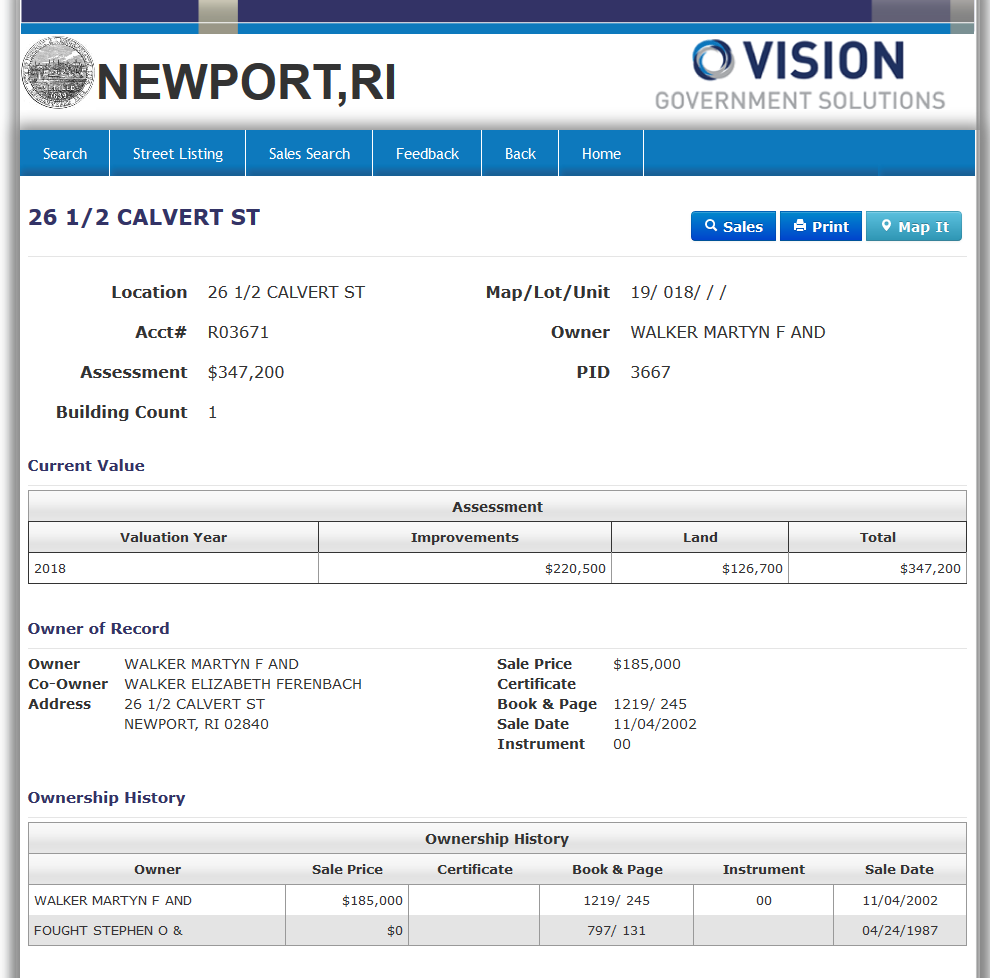 NEWPORT,RI
VISION
GOVERNMENT SOLUTIONS
Search Street Listing Sales Search Feedback Back Home
26 1/2 CALVERT ST
Sales Print Map It
Location 26 1/2 CALVERT ST Map/Lot/Unit 19/ 018/ / /
Acct# R03671 Owner WALKER MARTYN F AND
Assessment $347,200 PID 3667
Building Count 1
Current Value
Assessment
Valuation Year Improvements Land Total
2018 $220,500 $126,700 $347,200
Owner of Record
Owner WALKER MARTYN F AND Sale Price $185,000
Co-Owner WALKER ELIZABETH FERENBACH Certificate
Address 26 1/2 CALVERT ST Book & Page 1219/ 245
NEWPORT, RI 02840 Sale Date 11/04/2002
Instrument 00
Ownership History
Ownership History
Owner Sale Price Certificate Book & Page Instrument Sale Date
WALKER MARTYN F AND $185,000 1219/ 245 00 11/04/2002
FOUGHT STEPHEN O & $0 797/ 131 04/24/1987